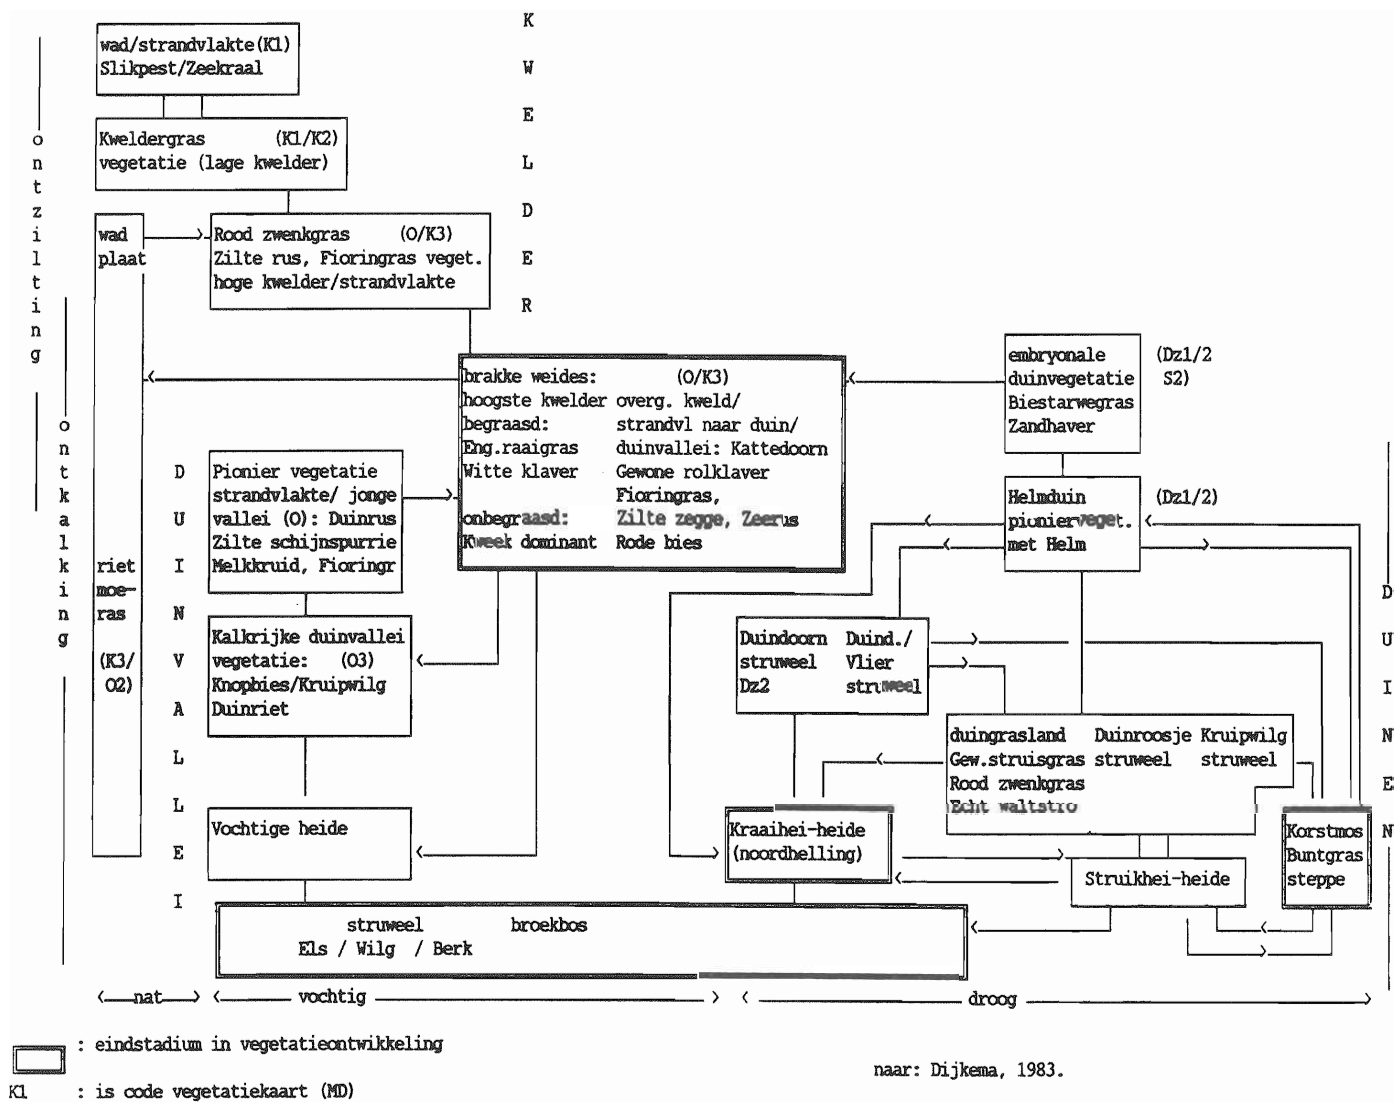 KWELDER
wad/strandvlakte(K1)
Slikpest/Zeekraal
ontzilting
Kweldergras (K1/K2)
vegetatie (lage kwelder)
wad
plaat
Rood zwenkgras (O/K3)
Zilte rus, Fioringras veget.
hoge kwelder/strandvlakte
brakke weides: (O/K3)
hoogste kwelder overg. kweld/
begraasd: strandvl naar duin/
Eng.raaigras duinvallei: Kattedoorn
Witte klaver Gewone rolklaver
Fioringras,
onbegraasd: Zilte zegge, Zeerus
Kweek dominant Rode bies
embryonale (Dz1/2
duinvegetatie S2)
Biestarwegras
Zandhaver
ontkalking
DUINVALLEI
Pionier vegetatie
strandvlakte/ jonge
vallei (O): Duinrus
Zilte schijnspurrie
Melkkruid, Fioringr
Helmduin (Dz1/2)
pionierveget.
met Helm
riet
moe-
ras
(K3/
O2)
Kalkrijke duinvallei
vegetatie: (O3)
Knopbies/Kruipwilg
Duinriet
Duindoorn Duind./
struweel Vlier
Dz2 struweel
DUINEN
duingrasland Duinroosje Kruipwilg
Gew.struisgras struweel struweel
Rood zwenkgras
Echt walstro
Vochtige heide
Kraaihei-heide
(noordhelling)
Struikhei-heide
Korstmos
Buntgras
steppe
struweel broekbos
Els / Wilg / Berk
<—nat—> <— vochtig —> <— droog —>
: eindstadium in vegetatieontwikkeling
naar: Dijkema, 1983.
K1 : is code vegetatiekaart (MD)